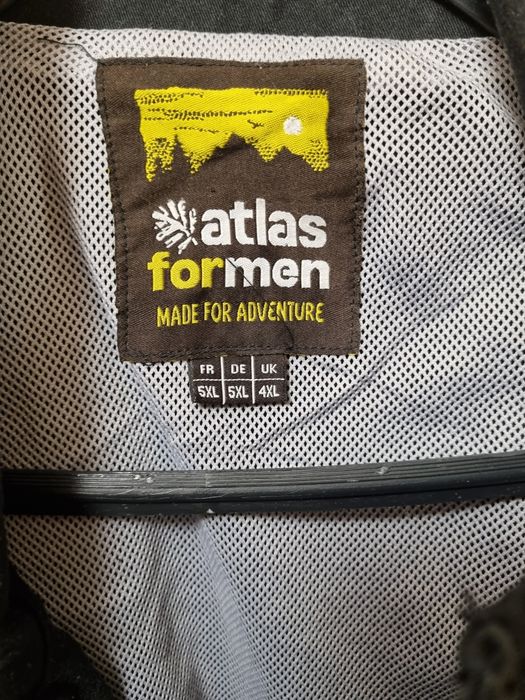 atlas
formen
MADE FOR ADVENTURE
FR DE UK
5XL 5XL 4XL